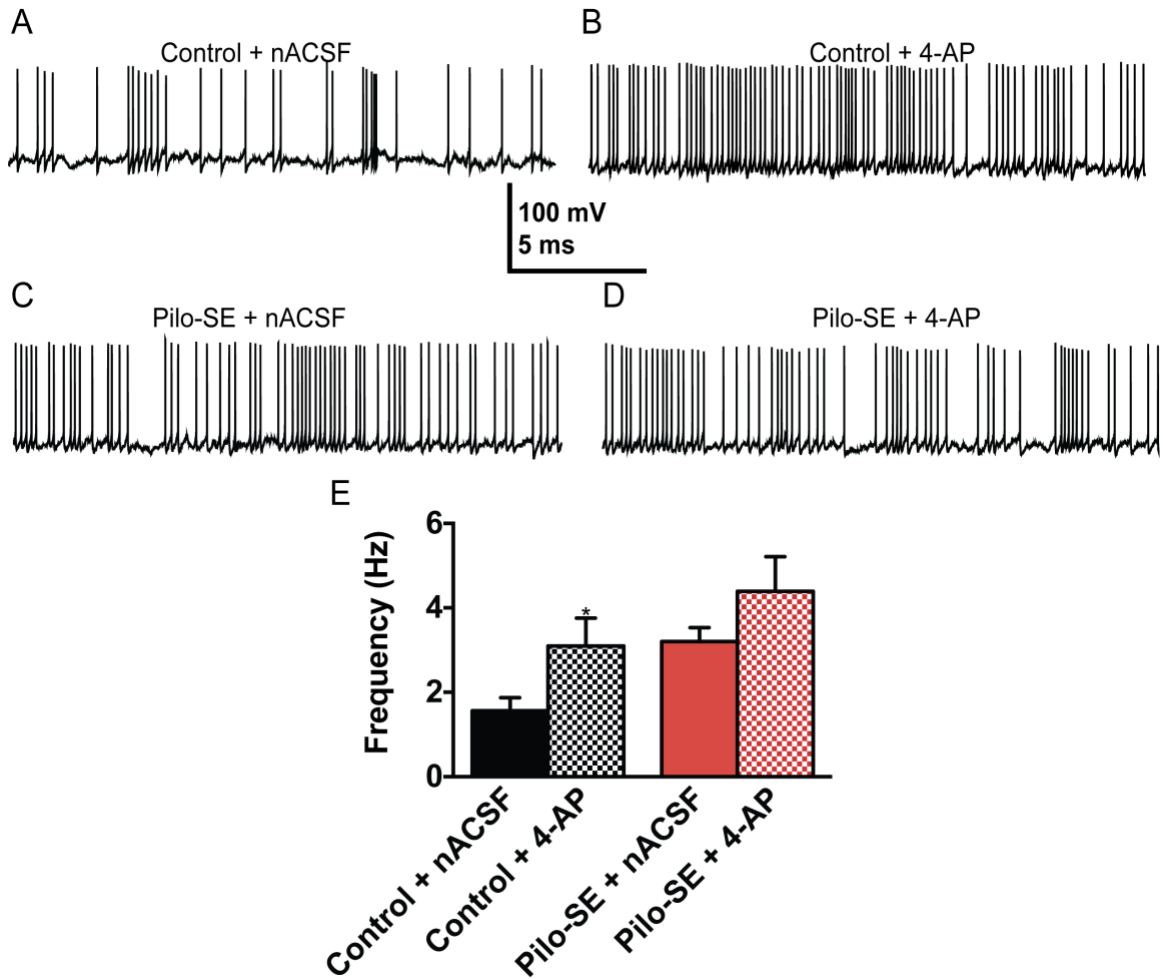 A
Control + nACSF
B
Control + 4-AP
100 mV
5 ms
C
Pilo-SE + nACSF
D
Pilo-SE + 4-AP
E
Frequency (Hz)
6
4
2
0
*
Control + nACSF
Control + 4-AP
Pilo-SE + nACSF
Pilo-SE + 4-AP